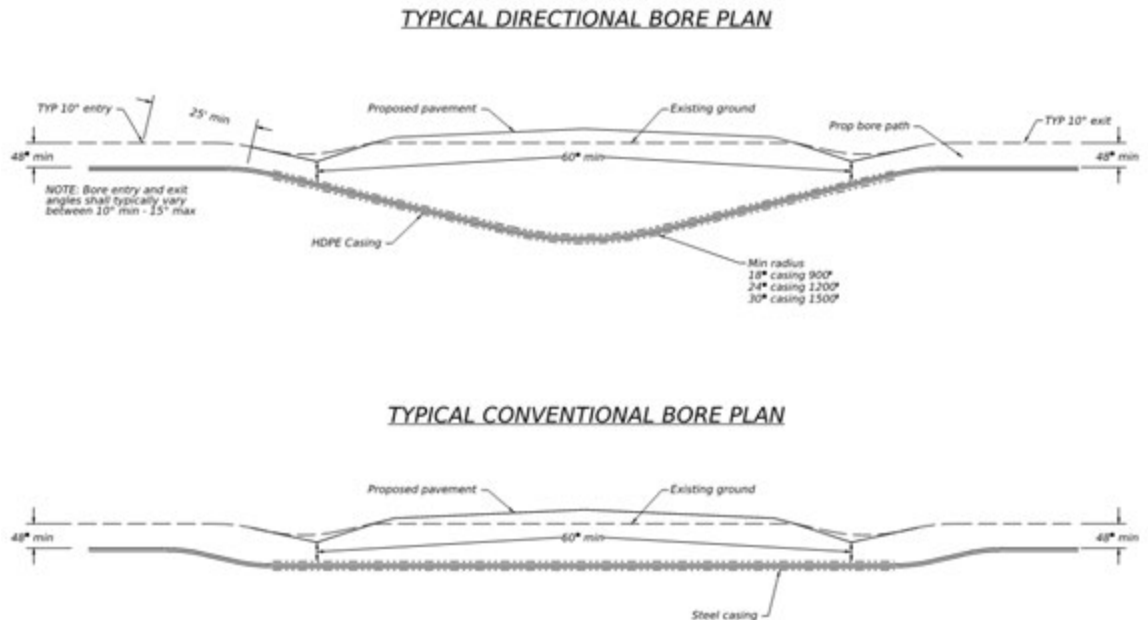 TYPICAL DIRECTIONAL BORE PLAN
TYP 10° entry
25' min
Proposed pavement
Existing ground
Prop bore path
TYP 10° exit
48" min
60" min
48" min
NOTE: Bore entry and exit
angles shall typically vary
between 10° min - 15° max
HDPE Casing
Min radius
18" casing 900'
24" casing 1200'
30" casing 1500'
TYPICAL CONVENTIONAL BORE PLAN
Proposed pavement
Existing ground
48" min
60" min
48" min
Steel casing